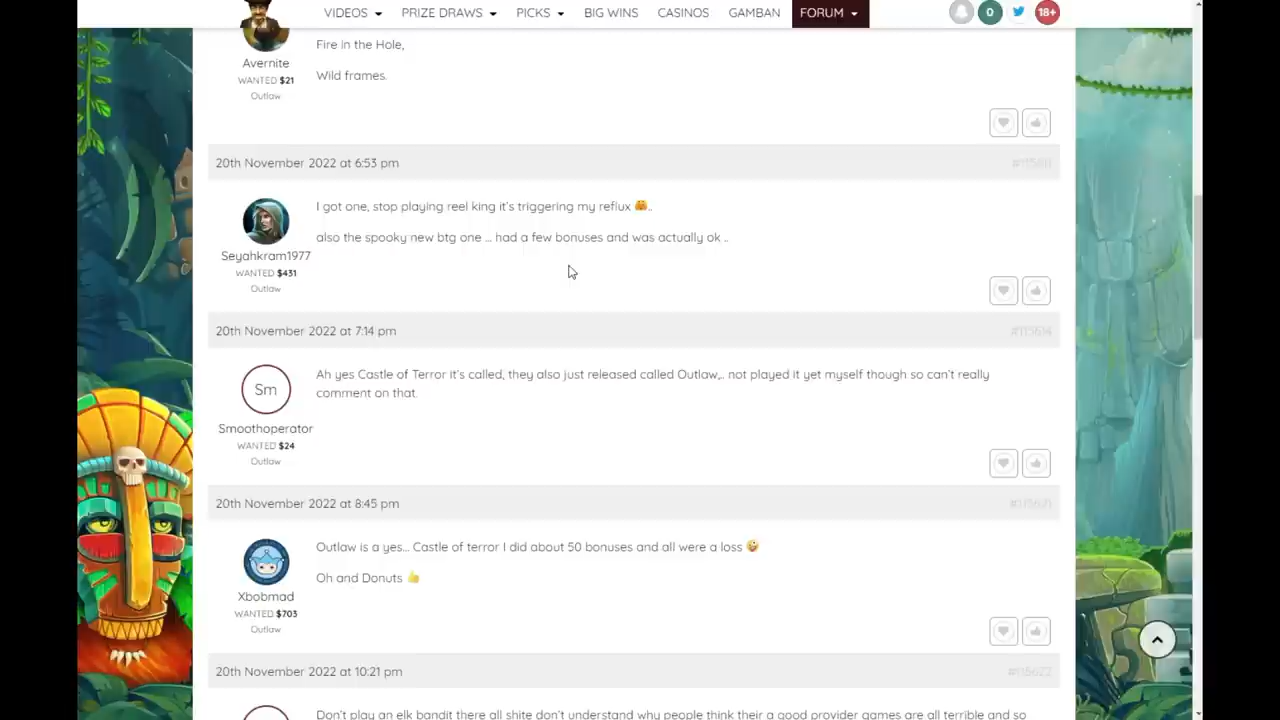 VIDEOS PRIZE DRAWS PICKS BIG WINS CASINOS GAMBAN FORUM 0 18+
Fire in the Hole,
Avernite
Wild frames.
WANTED $21
Outlaw
20th November 2022 at 6:53 pm
I got one, stop playing reel king it's triggering my reflux ..
also the spooky new btg one ... had a few bonuses and was actually ok ..
Seyahkram1977
WANTED $431
Outlaw
20th November 2022 at 7:14 pm
Ah yes Castle of Terror it's called, they also just released called Outlaw,.. not played it yet myself though so can't really
comment on that.
Sm
Smoothoperator
WANTED $24
Outlaw
20th November 2022 at 8:45 pm
Outlaw is a yes... Castle of terror I did about 50 bonuses and all were a loss
Oh and Donuts
Xbobmad
WANTED $703
Outlaw
20th November 2022 at 10:21 pm
Don't play an elk bandit there all shite don't understand why people think their a good provider games are all terrible and so